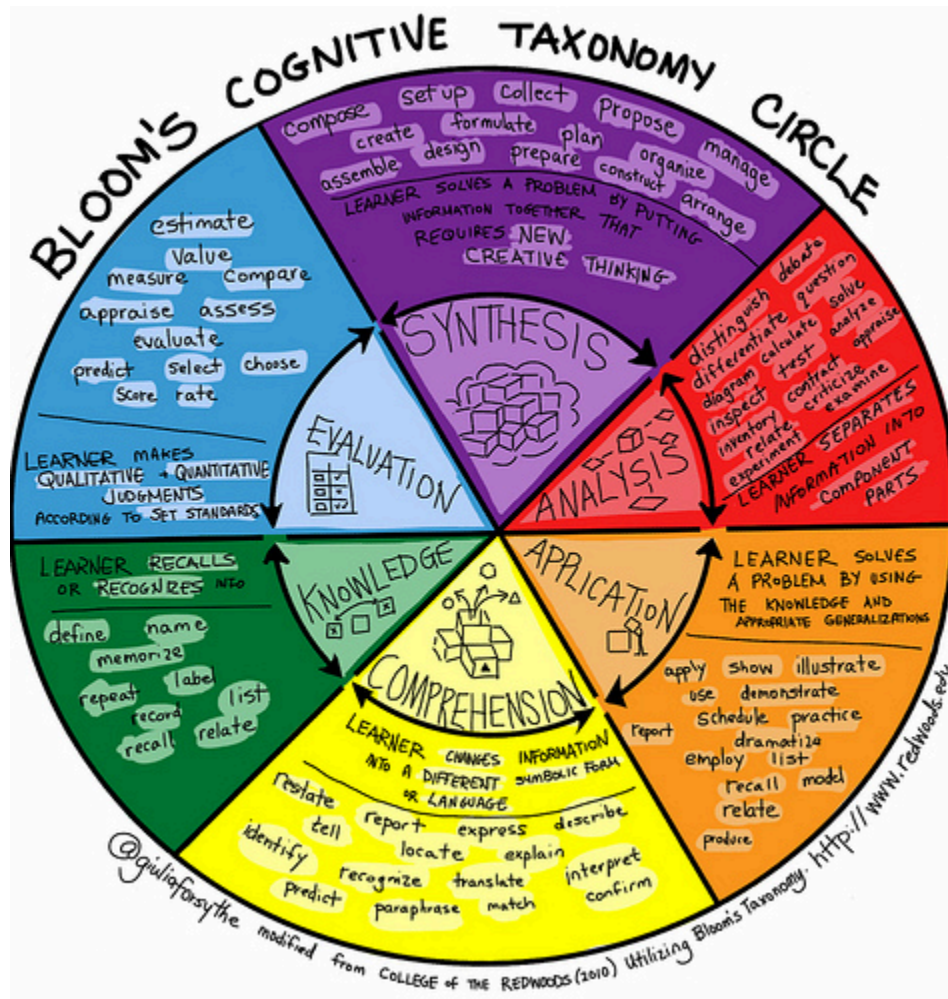 BLOOM'S COGNITIVE TAXONOMY CIRCLE
compose set up collect propose manage
create formulate plan organize
assemble design prepare construct arrange
LEARNER SOLVES A PROBLEM BY PUTTING
INFORMATION TOGETHER THAT
REQUIRES NEW
CREATIVE THINKING
SYNTHESIS
debate
distinguish question
differentiate calculate solve
diagram test analyze
inspect contract appraise
inventory criticize
relate examine
experiment
LEARNER SEPARATES
INFORMATION INTO
COMPONENT
PARTS
ANALYSIS
APPLICATION
LEARNER SOLVES
A PROBLEM BY USING
THE KNOWLEDGE AND
APPROPRIATE GENERALIZATIONS
apply show illustrate
use demonstrate
report schedule practice
dramatize
employ list
recall model
relate
produce
COMPREHENSION
LEARNER CHANGES INFORMATION
INTO A DIFFERENT SYMBOLIC FORM
OR LANGUAGE
restate
tell report express describe
identify locate explain
recognize translate interpret
predict paraphrase match confirm
KNOWLEDGE
LEARNER RECALLS
OR RECOGNIZES INFO
define name
memorize
repeat label
record list
recall relate
EVALUATION
estimate
value
measure compare
appraise assess
evaluate
predict select choose
score rate
LEARNER MAKES
QUALITATIVE + QUANTITATIVE
JUDGMENTS
ACCORDING TO SET STANDARDS
@giuliaforsythe modified from COLLEGE OF THE REDWOODS (2010) Utilizing Bloom's Taxonomy. http://www.redwoods.edu